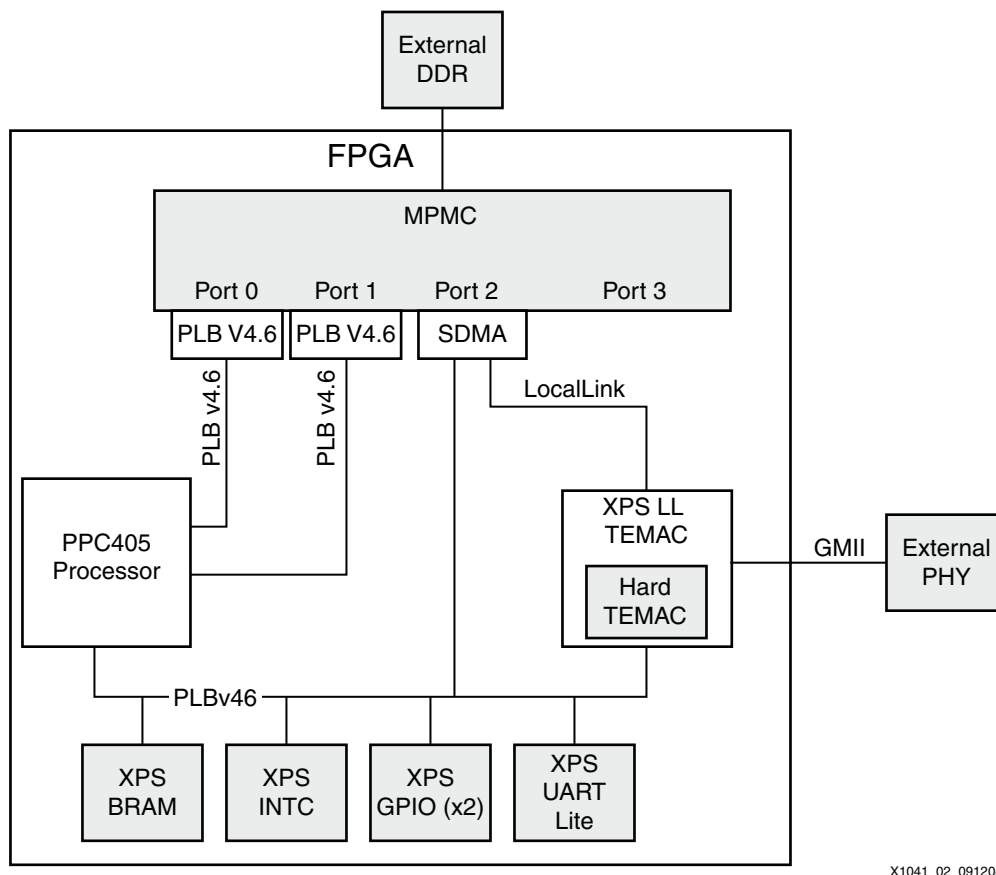 External
DDR
FPGA
MPMC
Port 0 Port 1 Port 2 Port 3
PLB V4.6 PLB V4.6 SDMA
PLB v4.6
PLB v4.6
LocalLink
PPC405
Processor
XPS LL
TEMAC
Hard
TEMAC
GMII
External
PHY
PLBv46
XPS
BRAM
XPS
INTC
XPS
GPIO (x2)
XPS
UART
Lite
X1041_02_09120